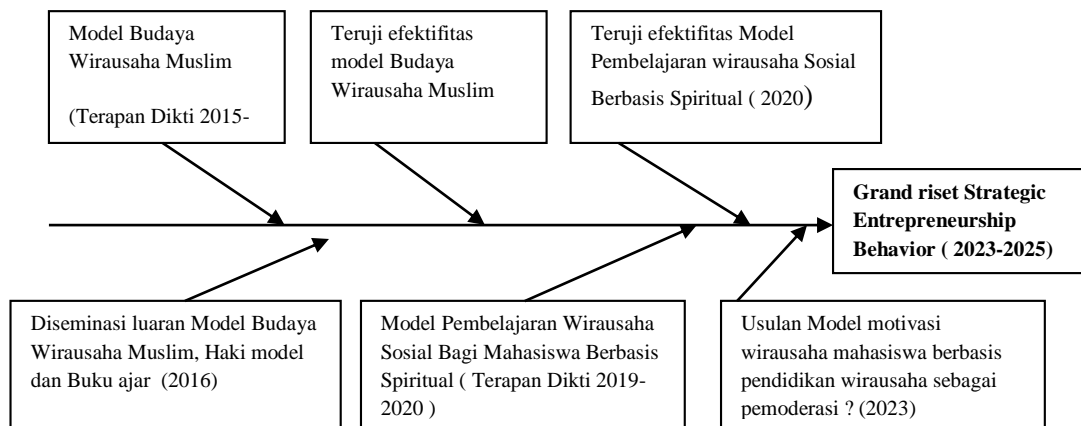 Model Budaya
Wirausaha Muslim
(Terapan Dikti 2015-
Teruji efektifitas
model Budaya
Wirausaha Muslim
Teruji efektifitas Model
Pembelajaran wirausaha Sosial
Berbasis Spiritual ( 2020)
Grand riset Strategic
Entrepreneurship
Behavior ( 2023-2025)
Diseminasi luaran Model Budaya
Wirausaha Muslim, Haki model
dan Buku ajar (2016)
Model Pembelajaran Wirausaha
Sosial Bagi Mahasiswa Berbasis
Spiritual ( Terapan Dikti 2019-
2020 )
Usulan Model motivasi
wirausaha mahasiswa berbasis
pendidikan wirausaha sebagai
pemoderasi ? (2023)